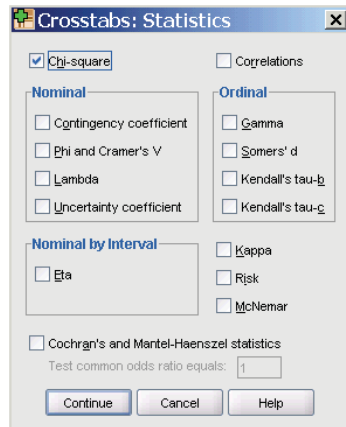 Crosstabs: Statistics
Chi-square
Correlations
Nominal
Contingency coefficient
Phi and Cramer's V
Lambda
Uncertainty coefficient
Ordinal
Gamma
Somers' d
Kendall's tau-b
Kendall's tau-c
Nominal by Interval
Eta
Kappa
Risk
McNemar
Cochran's and Mantel-Haenszel statistics
Test common odds ratio equals: 1
Continue Cancel Help